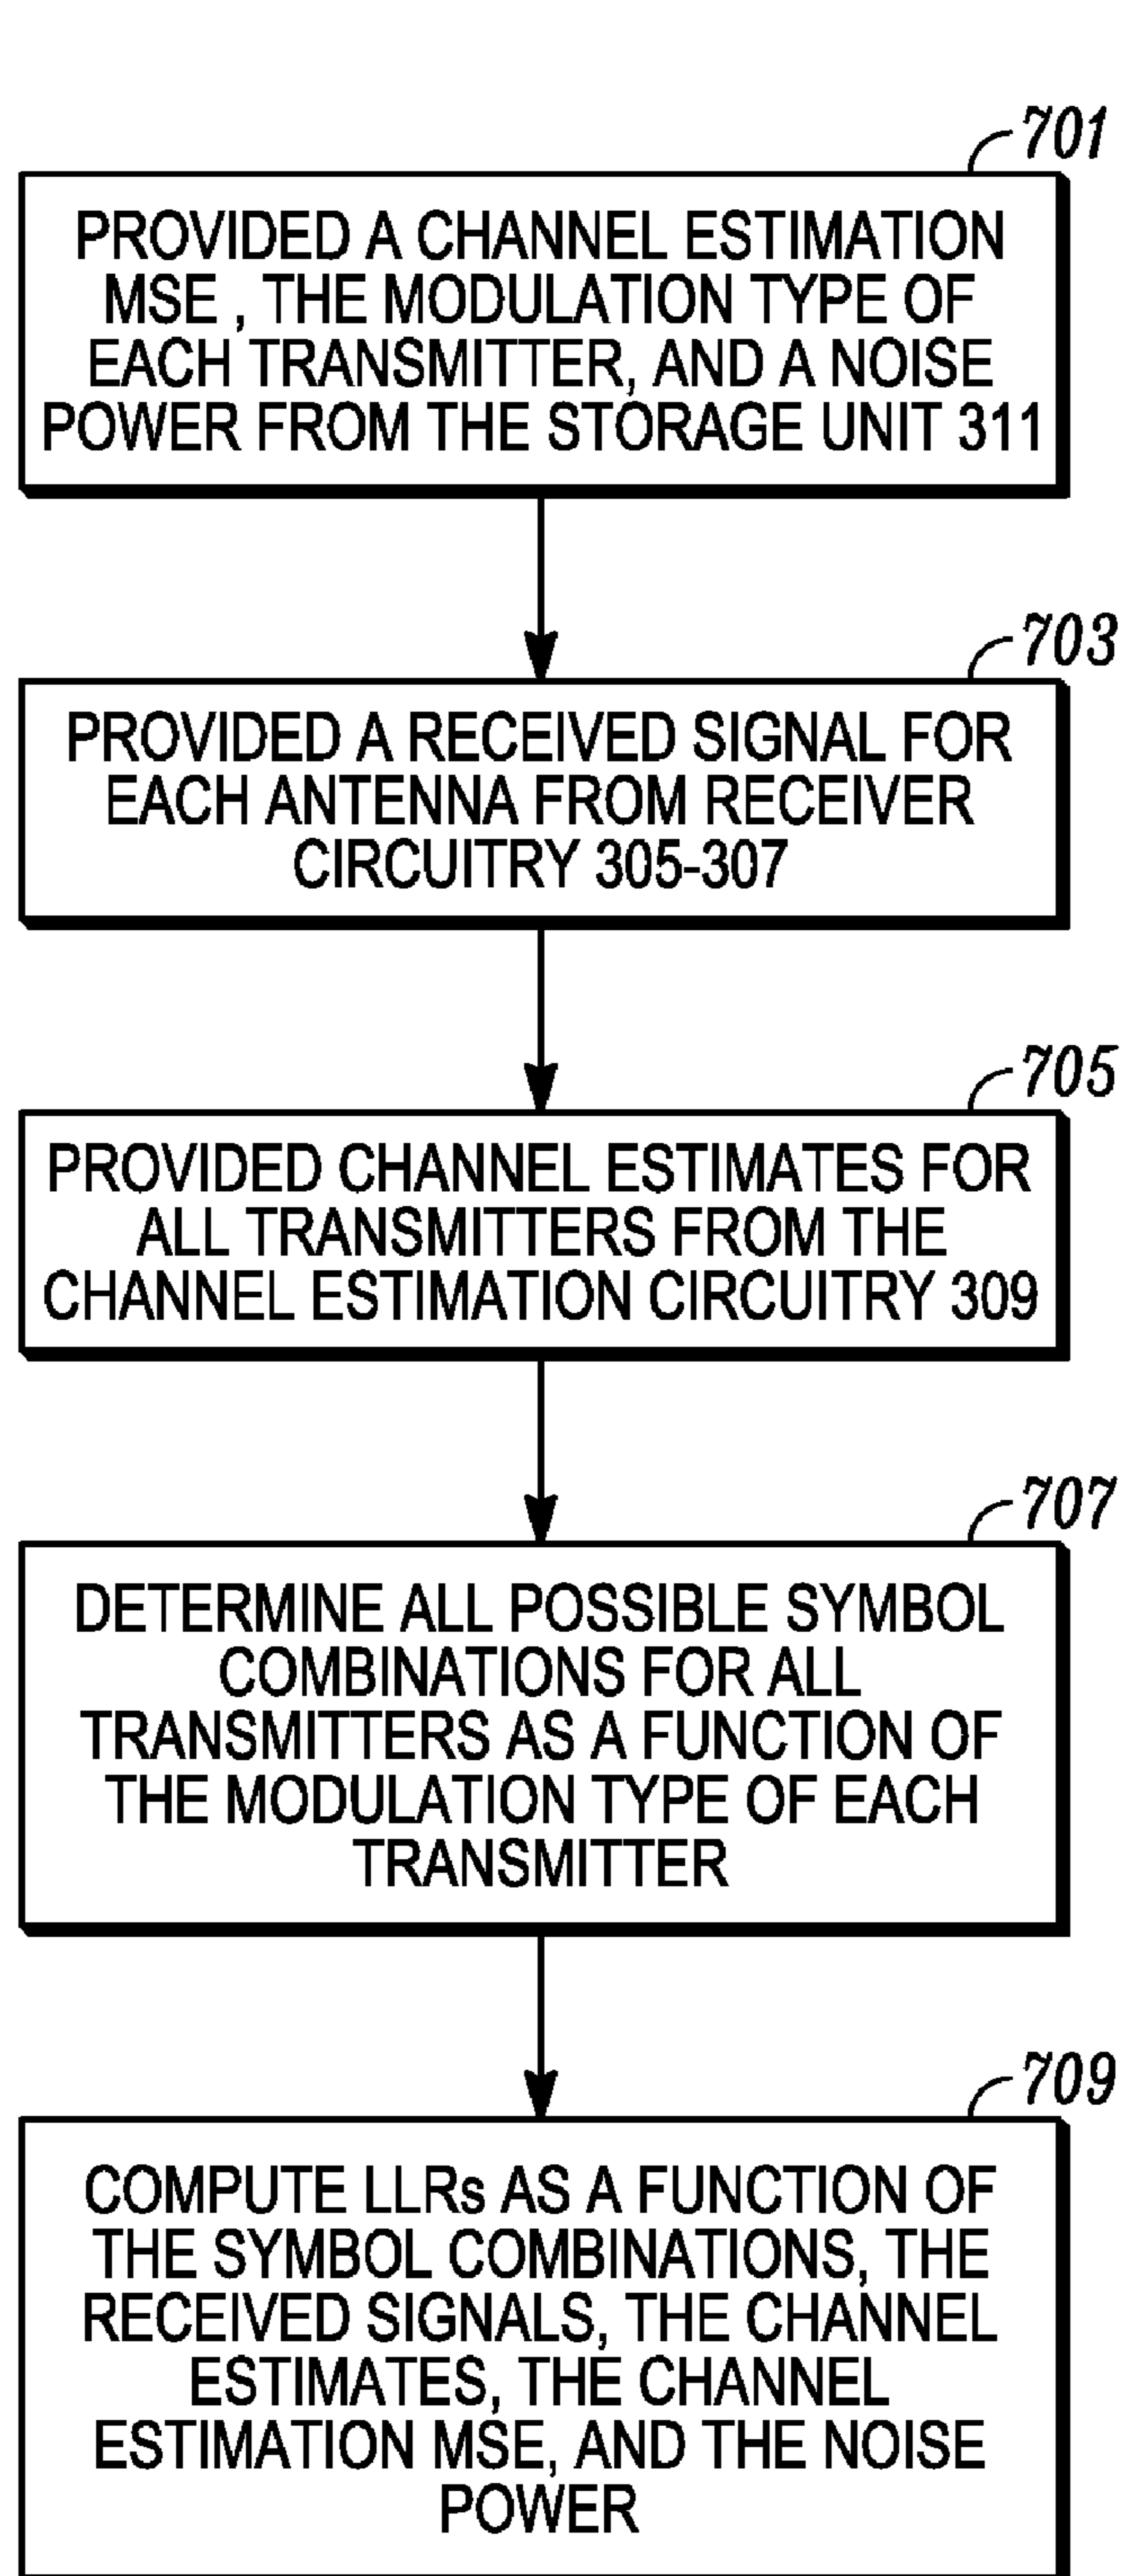 701
PROVIDED A CHANNEL ESTIMATION
MSE , THE MODULATION TYPE OF
EACH TRANSMITTER, AND A NOISE
POWER FROM THE STORAGE UNIT 311
703
PROVIDED A RECEIVED SIGNAL FOR
EACH ANTENNA FROM RECEIVER
CIRCUITRY 305-307
705
PROVIDED CHANNEL ESTIMATES FOR
ALL TRANSMITTERS FROM THE
CHANNEL ESTIMATION CIRCUITRY 309
707
DETERMINE ALL POSSIBLE SYMBOL
COMBINATIONS FOR ALL
TRANSMITTERS AS A FUNCTION OF
THE MODULATION TYPE OF EACH
TRANSMITTER
709
COMPUTE LLRs AS A FUNCTION OF
THE SYMBOL COMBINATIONS, THE
RECEIVED SIGNALS, THE CHANNEL
ESTIMATES, THE CHANNEL
ESTIMATION MSE, AND THE NOISE
POWER